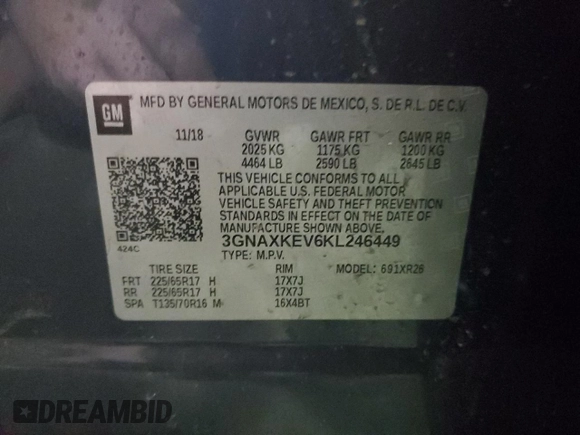 GM
MFD BY GENERAL MOTORS DE MEXICO, S. DE R.L. DE C.V.
11/18 GVWR GAWR FRT GAWR RR
2025 KG 1175 KG 1200 KG
4464 LB 2590 LB 2645 LB
THIS VEHICLE CONFORMS TO ALL
APPLICABLE U.S. FEDERAL MOTOR
VEHICLE SAFETY AND THEFT PREVENTION
STANDARDS IN EFFECT ON THE DATE OF
MANUFACTURE SHOWN ABOVE.
3GNAXKEV6KL246449
424C
TYPE: M.P.V.
TIRE SIZE RIM MODEL: 691XR26
FRT 225/65R17 H 17X7J
RR 225/65R17 H 17X7J
SPA T135/70R16 M 16X4BT
DREAMBID